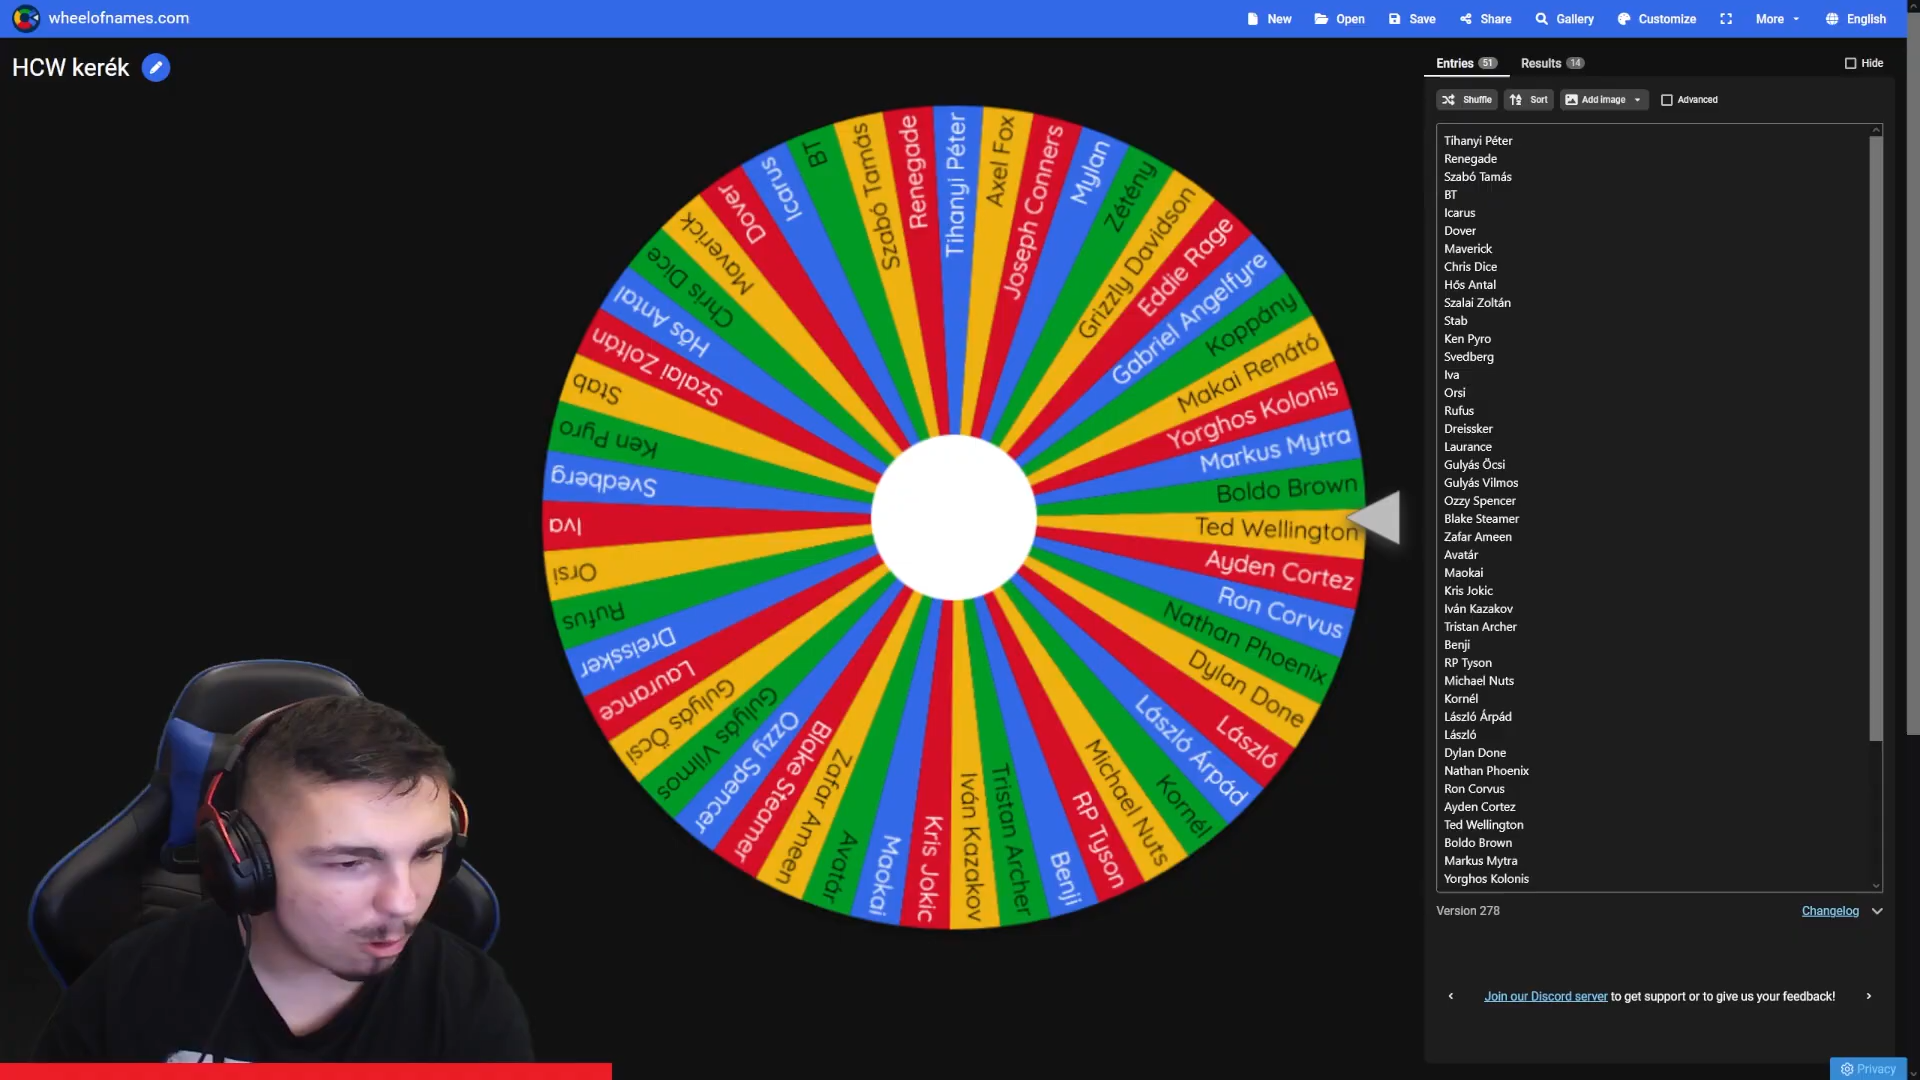 wheelofnames.com
New
Open
Save
Share
Gallery
Customize
More
English
HCW kerék
Entries 51
Results 14
Hide
Shuffle
Sort
Add image
Advanced
Tihanyi Péter
Axel Fox
Joseph Conners
Mylan
Zétény
Grizzly Davidson
Eddie Rage
Gabriel Angelfyre
Koppány
Makai Renátó
Yorghos Kolonis
Markus Mytra
Boldo Brown
Ted Wellington
Ayden Cortez
Ron Corvus
Nathan Phoenix
Dylan Done
László
László Árpád
Kornél
Michael Nuts
RP Tyson
Benji
Tristan Archer
Iván Kazakov
Kris Jokic
Maokai
Avatár
Zafar Ameen
Blake Steamer
Ozzy Spencer
Gulyás Vilmos
Gulyás Öcsi
Laurance
Dreissker
Rufus
Orsi
Iva
Svedberg
Ken Pyro
Stab
Szalai Zoltán
Hős Antal
Chris Dice
Maverick
Dover
Icarus
BT
Szabó Tamás
Renegade
Tihanyi Péter
Renegade
Szabó Tamás
BT
Icarus
Dover
Maverick
Chris Dice
Hős Antal
Szalai Zoltán
Stab
Ken Pyro
Svedberg
Iva
Orsi
Rufus
Dreissker
Laurance
Gulyás Öcsi
Gulyás Vilmos
Ozzy Spencer
Blake Steamer
Zafar Ameen
Avatár
Maokai
Kris Jokic
Iván Kazakov
Tristan Archer
Benji
RP Tyson
Michael Nuts
Kornél
László Árpád
László
Dylan Done
Nathan Phoenix
Ron Corvus
Ayden Cortez
Ted Wellington
Boldo Brown
Markus Mytra
Yorghos Kolonis
Version 278
Changelog
Join our Discord server to get support or to give us your feedback!
Privacy